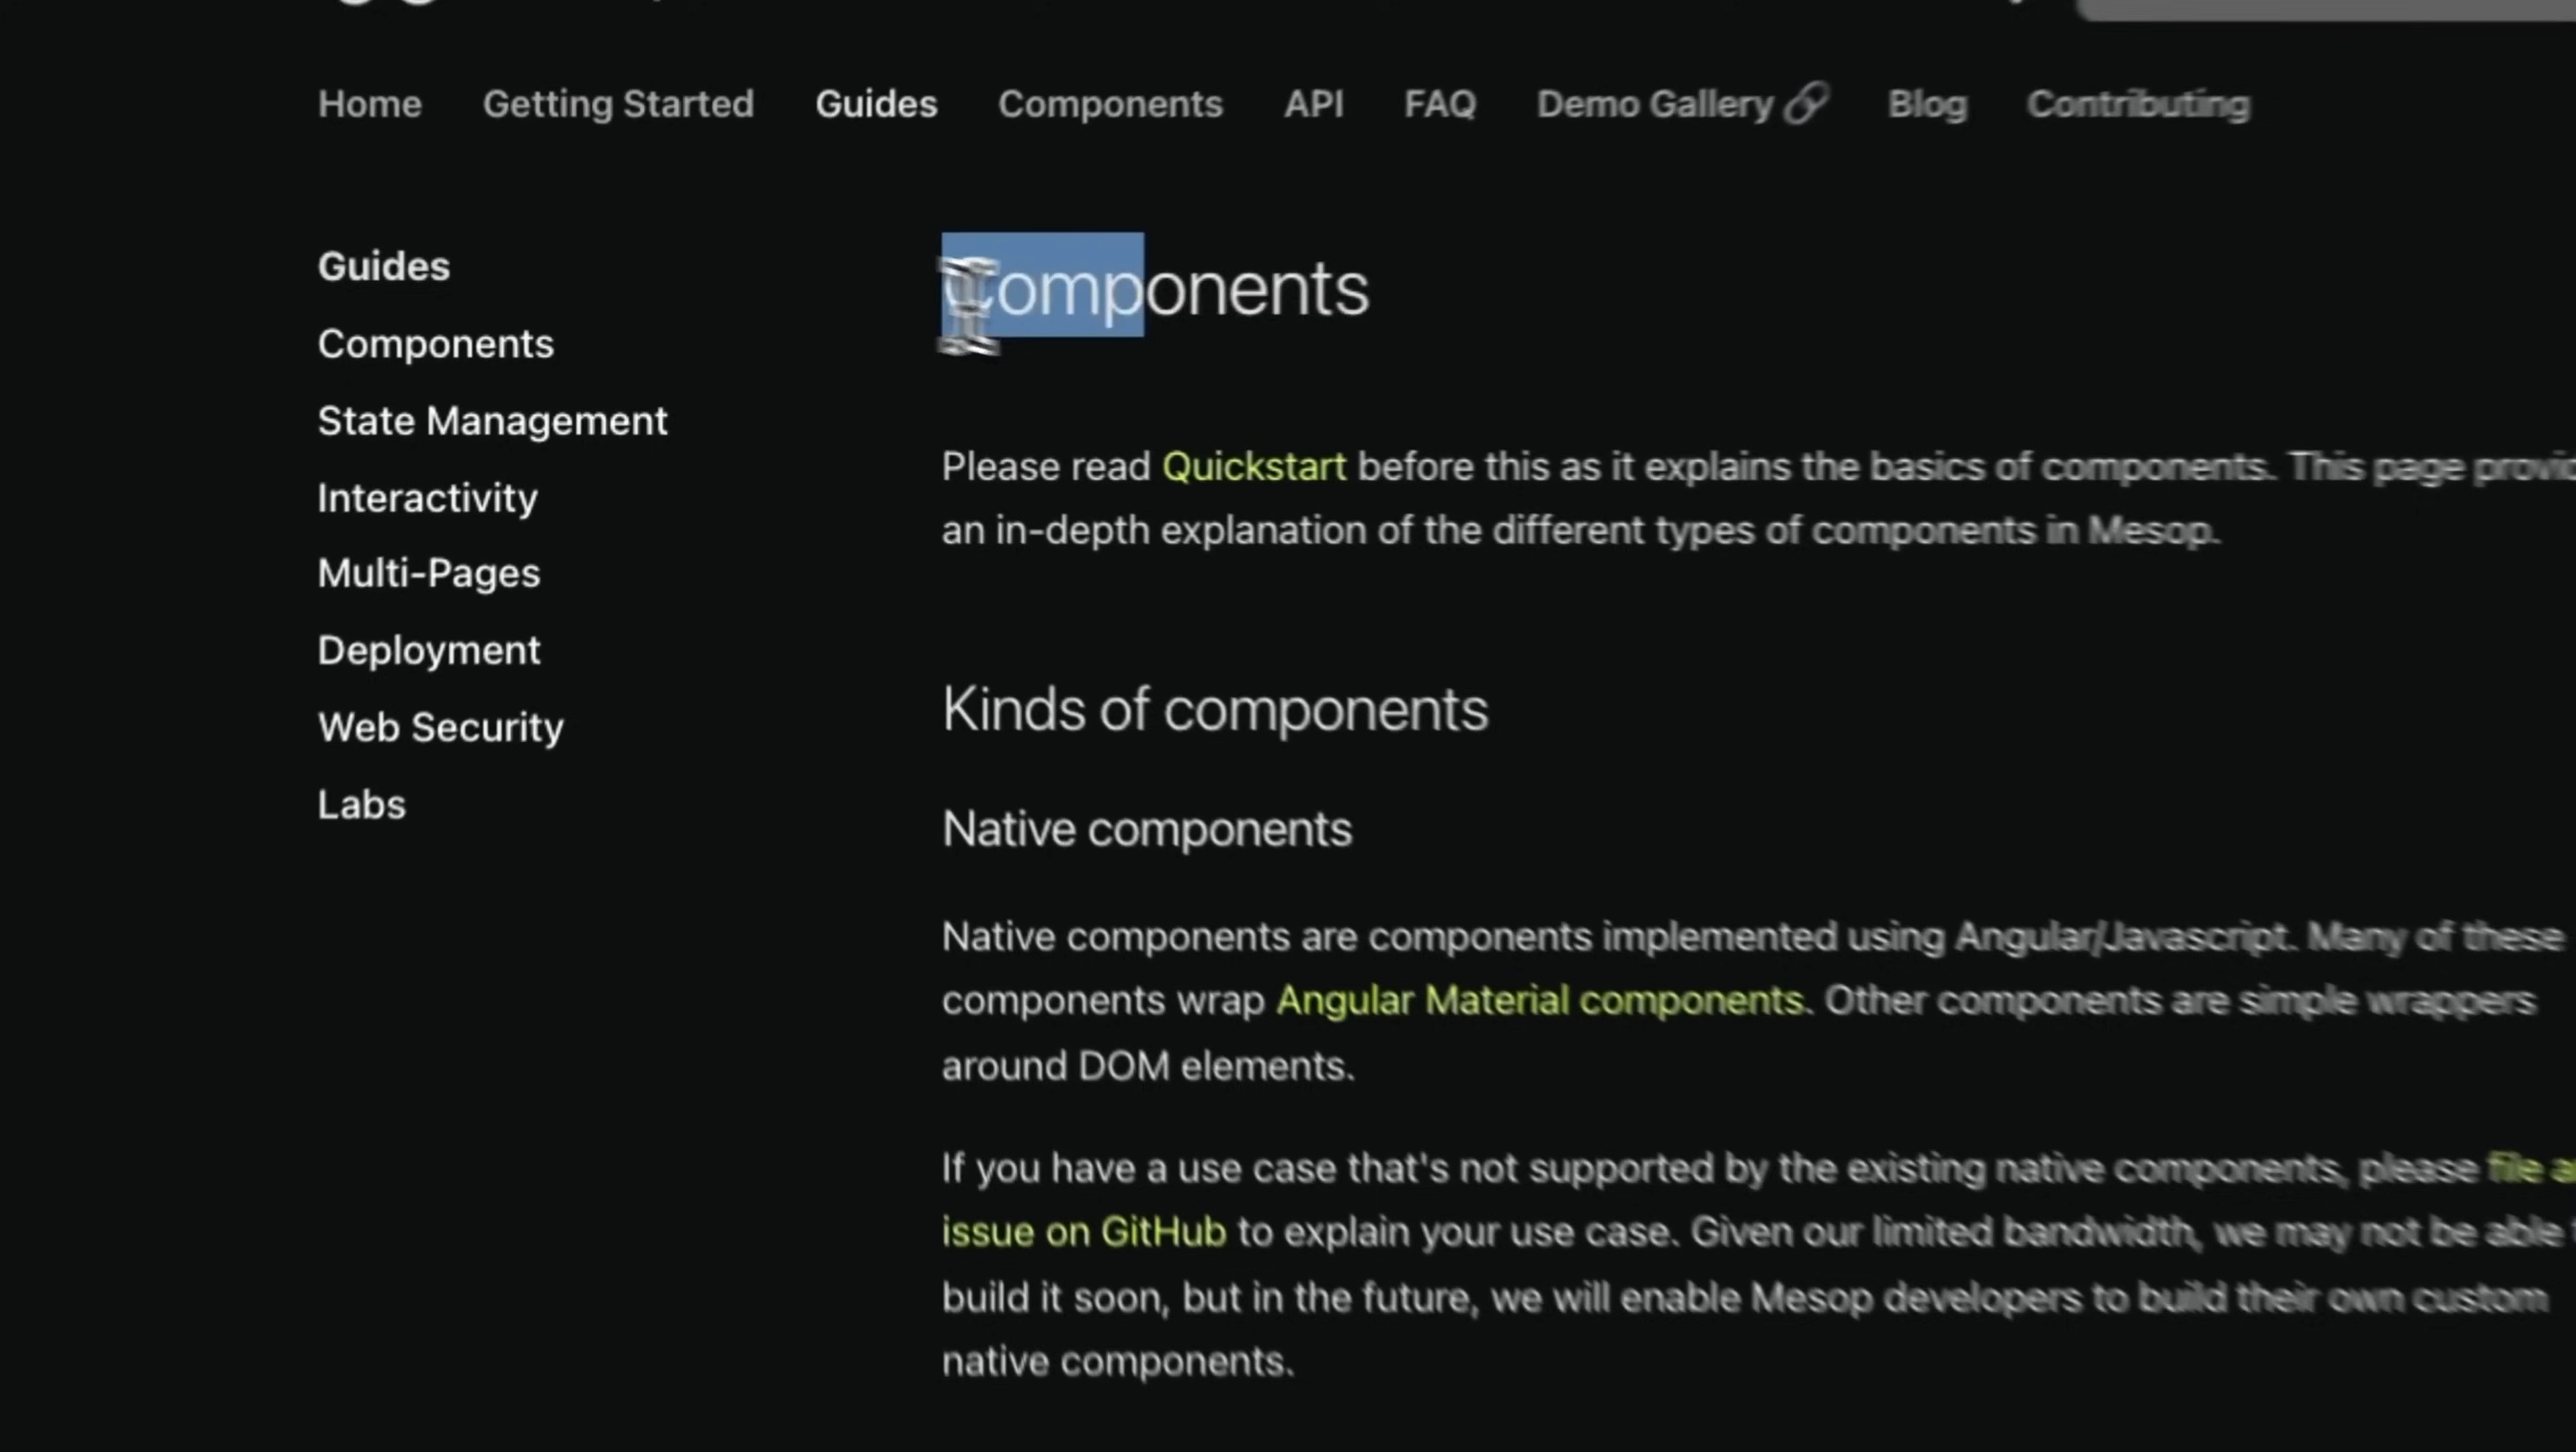 Home Getting Started Guides Components API FAQ Demo Gallery Blog Contributing
Guides
Components
State Management
Interactivity
Multi-Pages
Deployment
Web Security
Labs
Components
Please read Quickstart before this as it explains the basics of components. This page
an in-depth explanation of the different types of components in Mesop.
Kinds of components
Native components
Native components are components implemented using Angular/Javascript. Many of these
components wrap Angular Material components. Other components are simple wrappers
around DOM elements.
If you have a use case that's not supported by the existing native components, please file
issue on GitHub to explain your use case. Given our limited bandwidth, we may not be able
build it soon, but in the future, we will enable Mesop developers to build their own custom
native components.